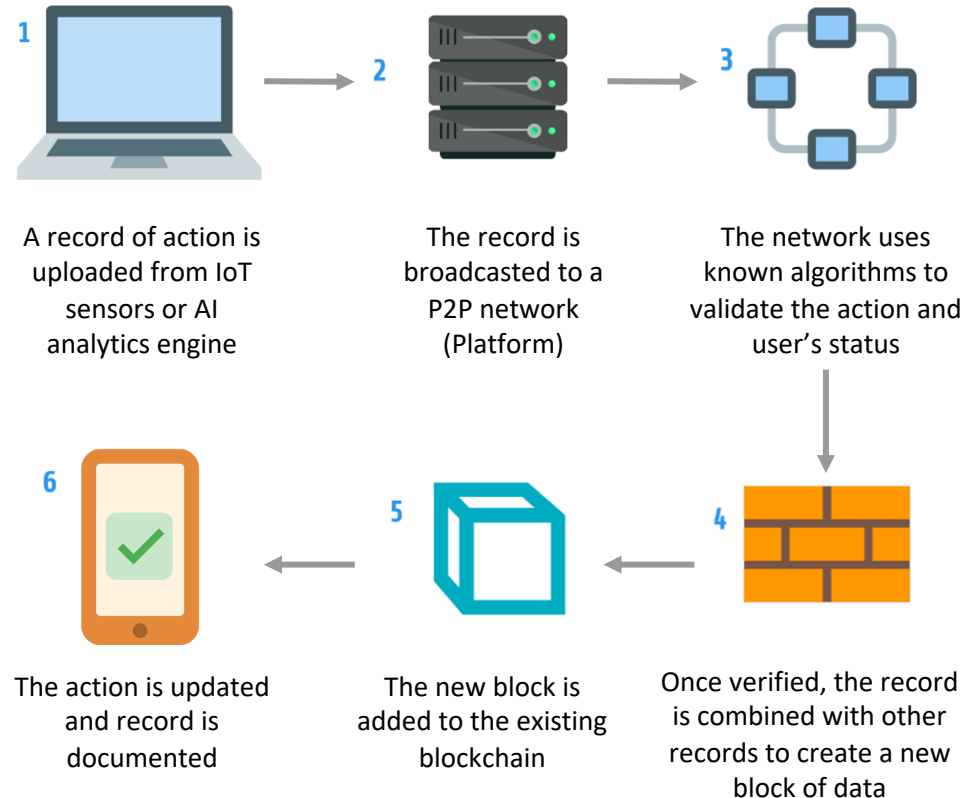 1
A record of action is
uploaded from IoT
sensors or AI
analytics engine
2
The record is
broadcasted to a
P2P network
(Platform)
3
The network uses
known algorithms to
validate the action and
user's status
4
Once verified, the record
is combined with other
records to create a new
block of data
5
The new block is
added to the existing
blockchain
6
The action is updated
and record is
documented